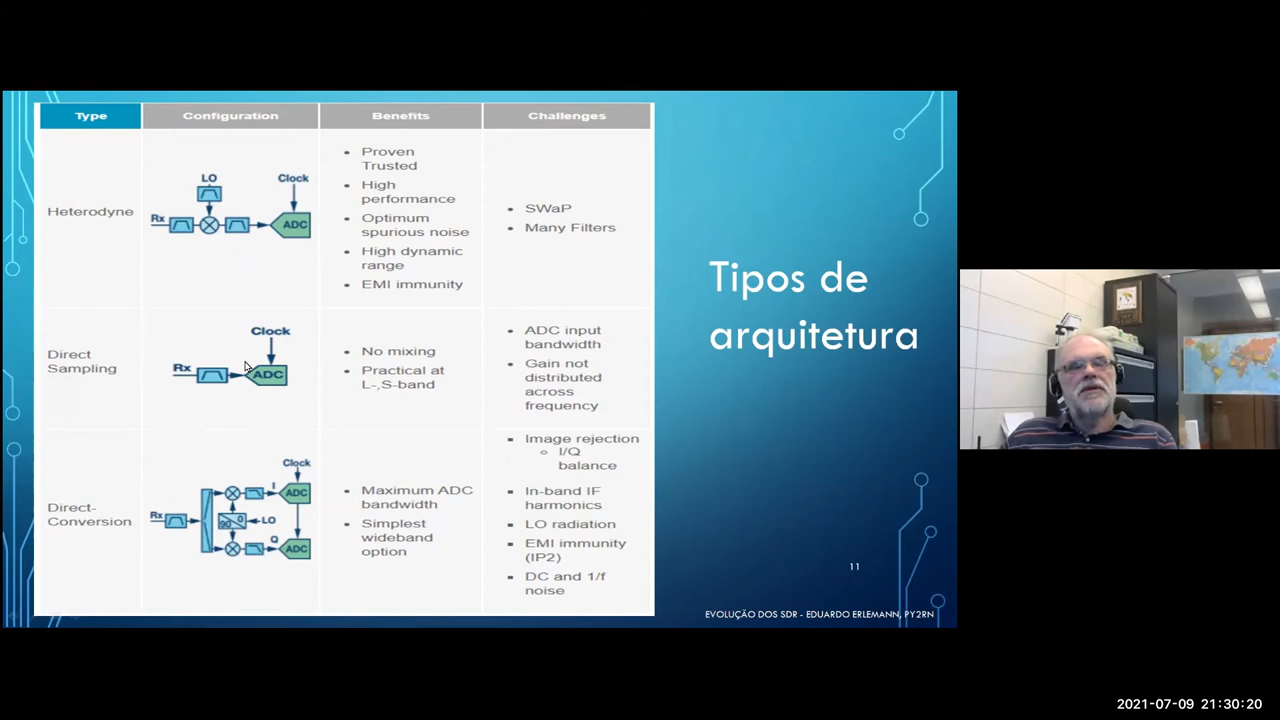 Type
Configuration
Benefits
Challenges
Heterodyne
LO
Clock
Rx
ADC
• Proven
Trusted
• High
performance
• Optimum
spurious noise
• High dynamic
range
• EMI immunity
• SWaP
• Many Filters
Direct
Sampling
Clock
Rx
ADC
• No mixing
• Practical at
L-,S-band
• ADC input
bandwidth
• Gain not
distributed
across
frequency
Direct-
Conversion
Clock
I
ADC
Rx
90
0
LO
Q
ADC
• Maximum ADC
bandwidth
• Simplest
wideband
option
▪ Image rejection
○ I/Q
balance
▪ In-band IF
harmonics
▪ LO radiation
▪ EMI immunity
(IP2)
▪ DC and 1/f
noise
Tipos de
arquitetura
11
EVOLUÇÃO DOS SDR - EDUARDO ERLEMANN, PY2RN
2021-07-09 21:30:20